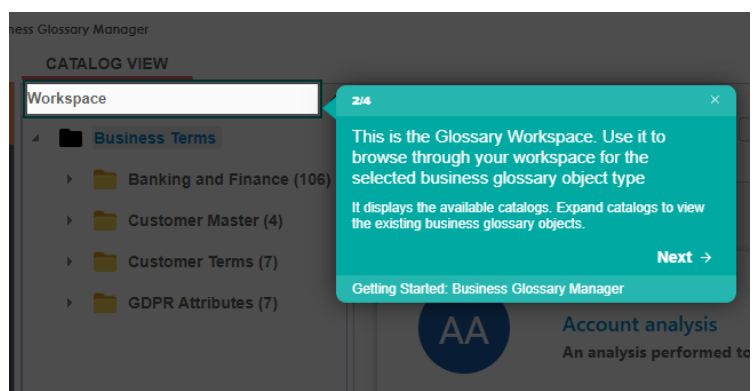 ness Glossary Manager
CATALOG VIEW
Workspace
Business Terms
Banking and Finance (106)
Customer Master (4)
Customer Terms (7)
GDPR Attributes (7)
2/4
This is the Glossary Workspace. Use it to
browse through your workspace for the
selected business glossary object type
It displays the available catalogs. Expand catalogs to view
the existing business glossary objects.
Next →
Getting Started: Business Glossary Manager
AA
Account analysis
An analysis performed to